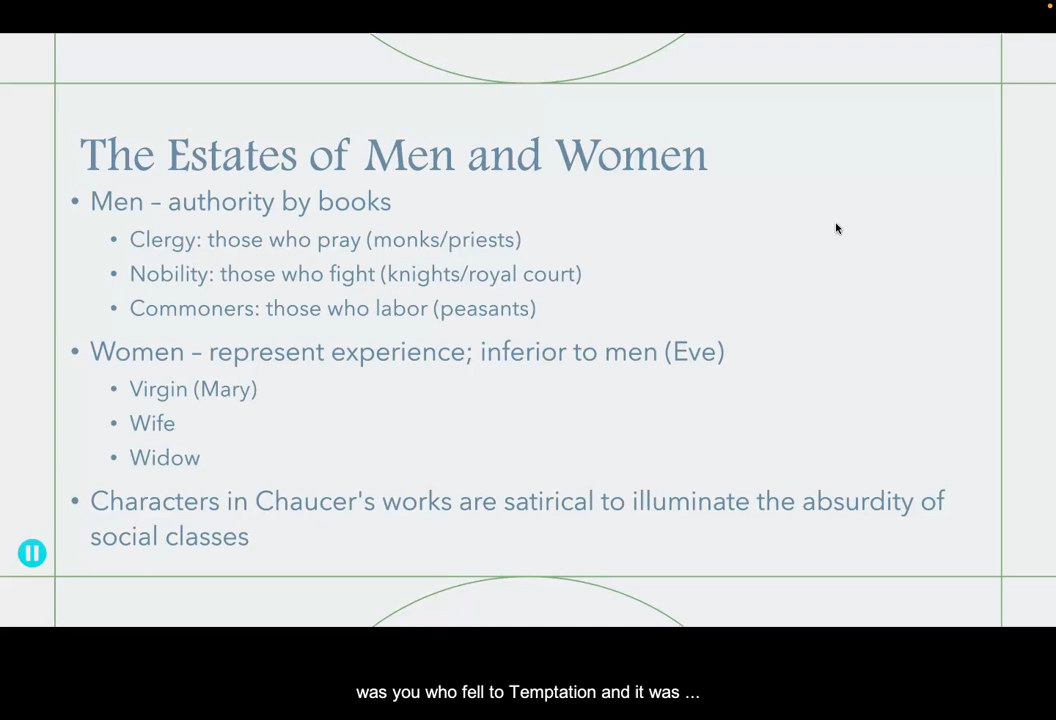 The Estates of Men and Women
• Men – authority by books
• Clergy: those who pray (monks/priests)
• Nobility: those who fight (knights/royal court)
• Commoners: those who labor (peasants)
• Women – represent experience; inferior to men (Eve)
• Virgin (Mary)
• Wife
• Widow
• Characters in Chaucer's works are satirical to illuminate the absurdity of
social classes
was you who fell to Temptation and it was ...